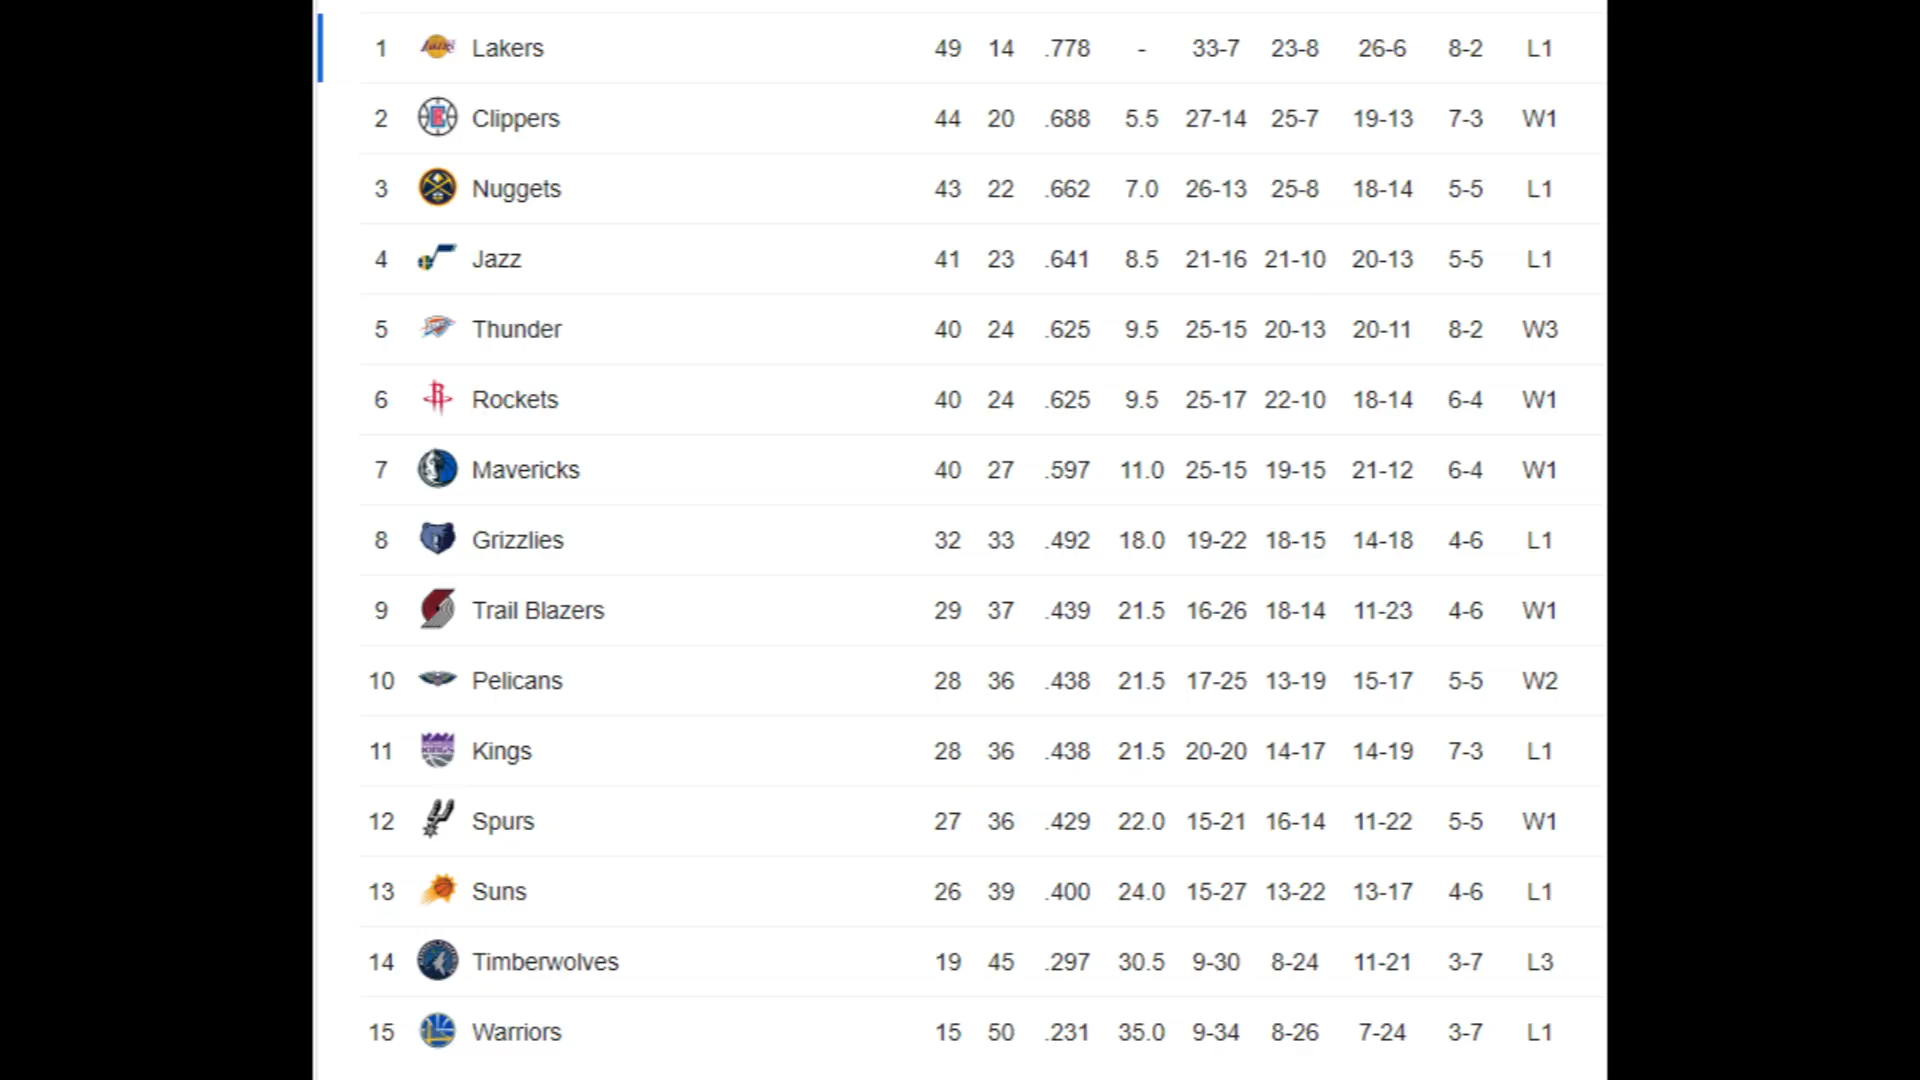 1 Lakers 49 14 .778 - 33-7 23-8 26-6 8-2 L1
2 Clippers 44 20 .688 5.5 27-14 25-7 19-13 7-3 W1
3 Nuggets 43 22 .662 7.0 26-13 25-8 18-14 5-5 L1
4 Jazz 41 23 .641 8.5 21-16 21-10 20-13 5-5 L1
5 Thunder 40 24 .625 9.5 25-15 20-13 20-11 8-2 W3
6 Rockets 40 24 .625 9.5 25-17 22-10 18-14 6-4 W1
7 Mavericks 40 27 .597 11.0 25-15 19-15 21-12 6-4 W1
8 Grizzlies 32 33 .492 18.0 19-22 18-15 14-18 4-6 L1
9 Trail Blazers 29 37 .439 21.5 16-26 18-14 11-23 4-6 W1
10 Pelicans 28 36 .438 21.5 17-25 13-19 15-17 5-5 W2
11 Kings 28 36 .438 21.5 20-20 14-17 14-19 7-3 L1
12 Spurs 27 36 .429 22.0 15-21 16-14 11-22 5-5 W1
13 Suns 26 39 .400 24.0 15-27 13-22 13-17 4-6 L1
14 Timberwolves 19 45 .297 30.5 9-30 8-24 11-21 3-7 L3
15 Warriors 15 50 .231 35.0 9-34 8-26 7-24 3-7 L1